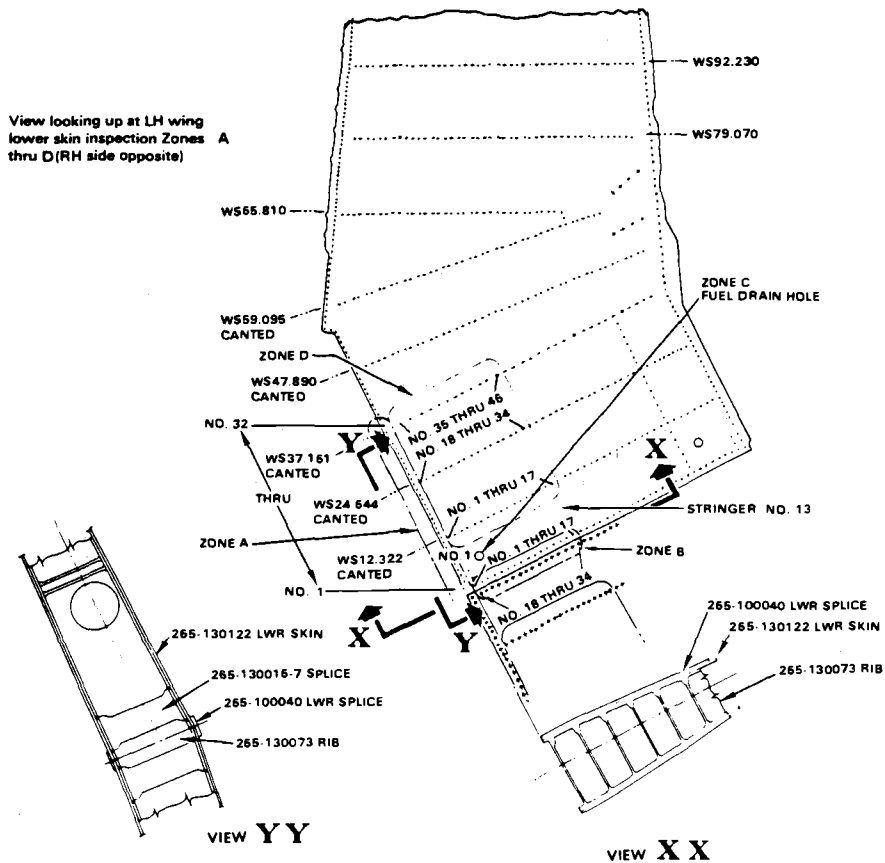 WS92.230
View looking up at LH wing
lower skin inspection Zones A
thru D(RH side opposite)
WS79.070
WS65.810
ZONE C
FUEL DRAIN HOLE
WS59.095
CANTED
ZONE D
WS47.890
CANTED
NO. 35 THRU 46
NO. 32
NO. 18 THRU 34
Y
X
WS37.161
CANTED
THRU
NO. 1 THRU 17
WS24.644
CANTED
STRINGER NO. 13
ZONE A
NO 1
NO. 1 THRU 17
ZONE B
WS12.322
CANTED
NO. 1
NO. 18 THRU 34
X
Y
265-100040 LWR SPLICE
265-130122 LWR SKIN
265-130122 LWR SKIN
265-130073 RIB
265-130016-7 SPLICE
265-100040 LWR SPLICE
265-130073 RIB
VIEW Y Y
VIEW X X